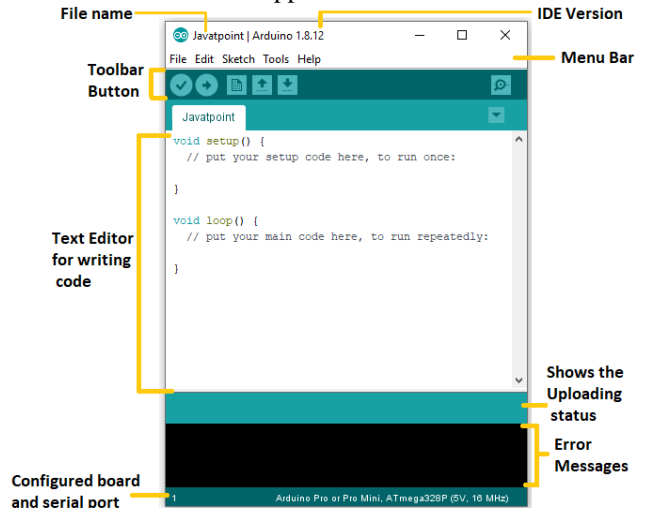 File name
IDE Version
Javatpoint | Arduino 1.8.12
File Edit Sketch Tools Help
Menu Bar
Toolbar
Button
Javatpoint
void setup() {
// put your setup code here, to run once:
}
void loop() {
// put your main code here, to run repeatedly:
}
Text Editor
for writing
code
Shows the
Uploading
status
Error
Messages
Configured board
and serial port
1
Arduino Pro or Pro Mini, ATmega328P (5V, 16 MHz)